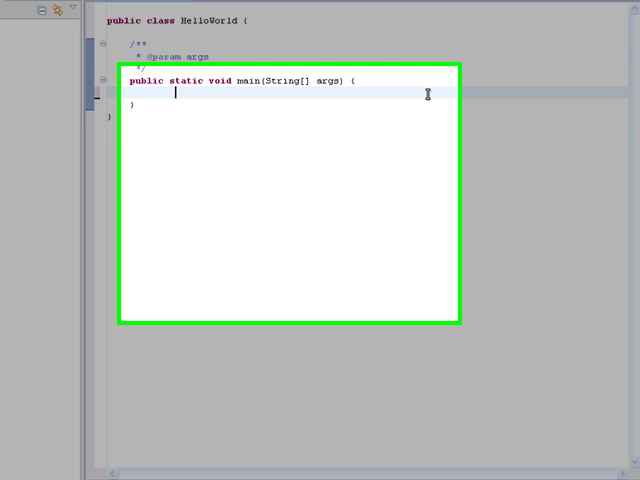 public class HelloWorld {
/**
* @param args
*/
public static void main(String[] args) {
}
}